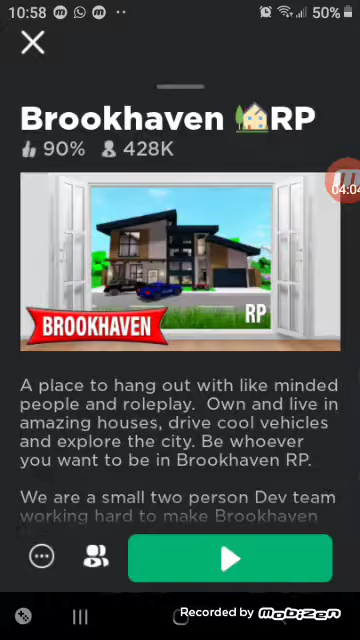 10:58
50%
Brookhaven 🏡RP
90% 428K
04:04
BROOKHAVEN
RP
A place to hang out with like minded
people and roleplay. Own and live in
amazing houses, drive cool vehicles
and explore the city. Be whoever
you want to be in Brookhaven RP.
We are a small two person Dev team
working hard to make Brookhaven
Recorded by mobizen